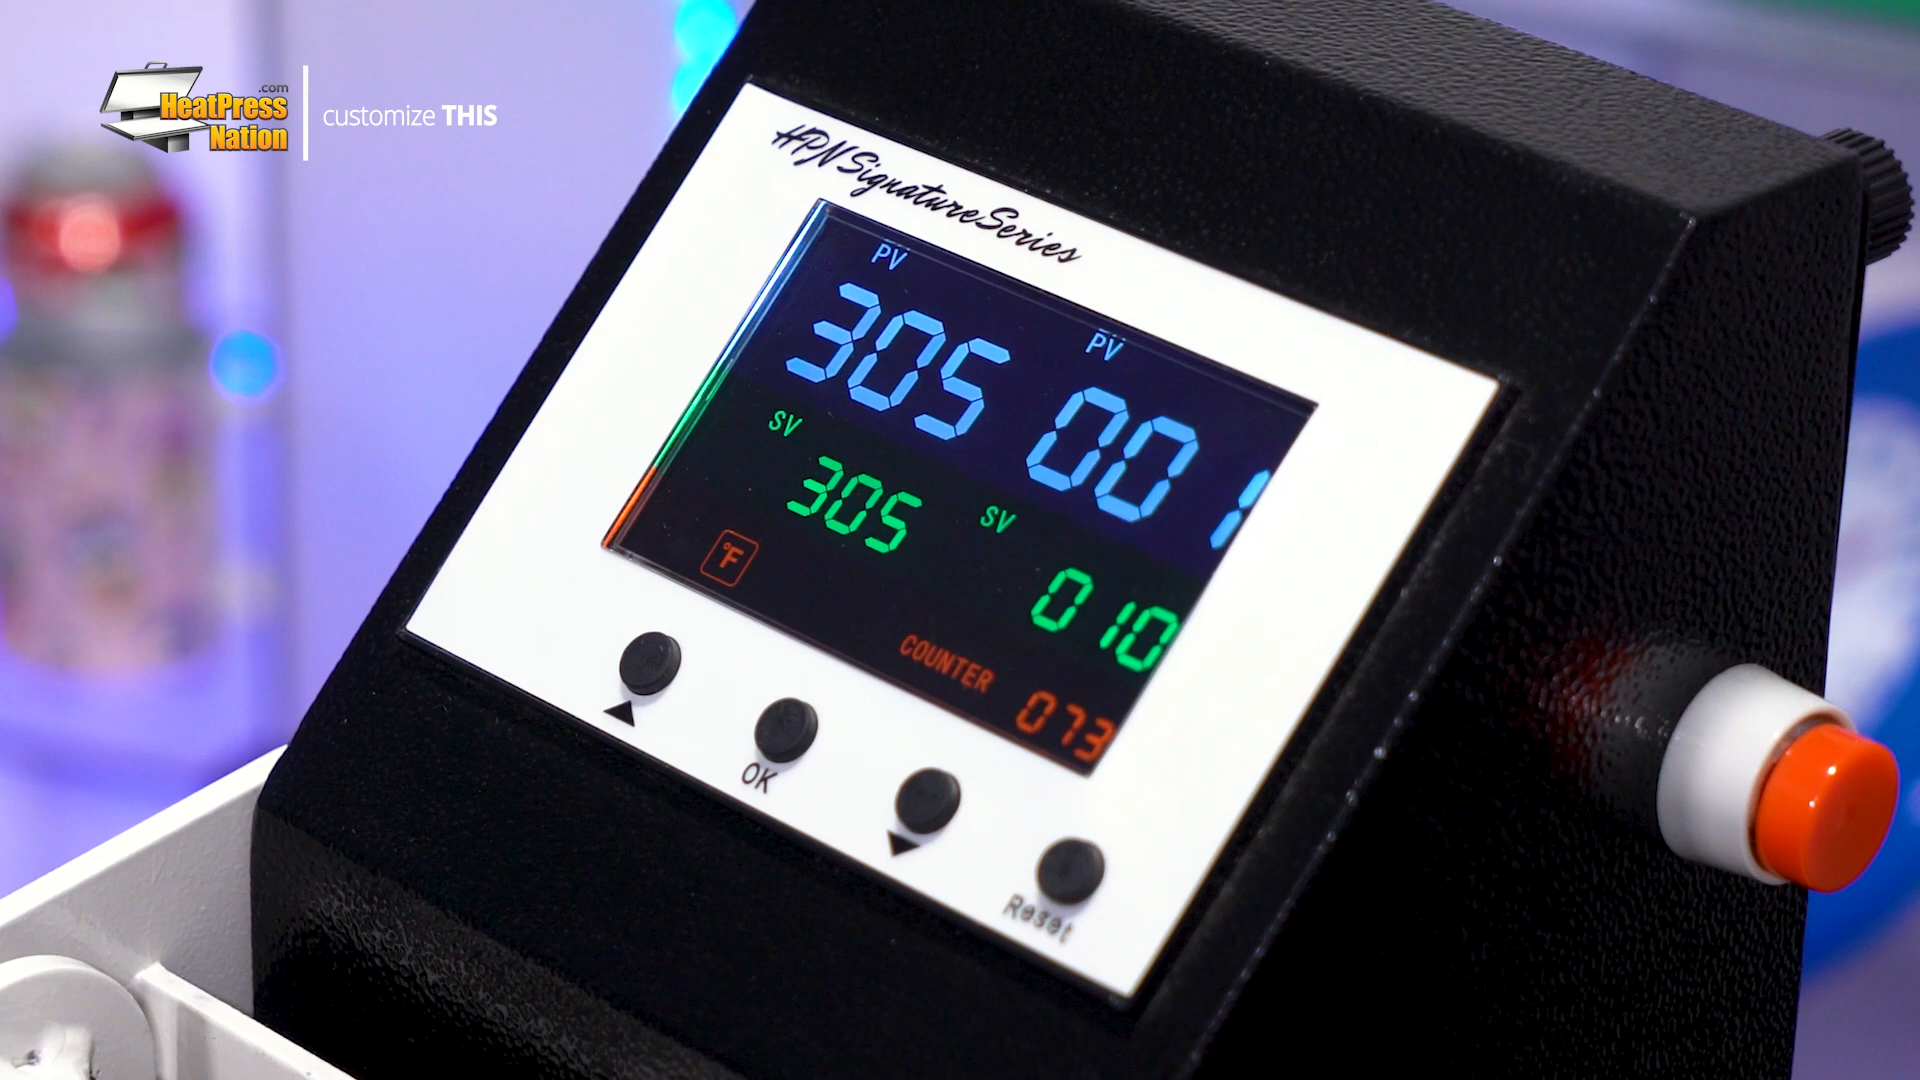 .com
HeatPress
Nation
customize THIS
HPN Signature Series
PV
305
PV
001
SV
305
SV
010
°F
COUNTER
073
OK
Reset